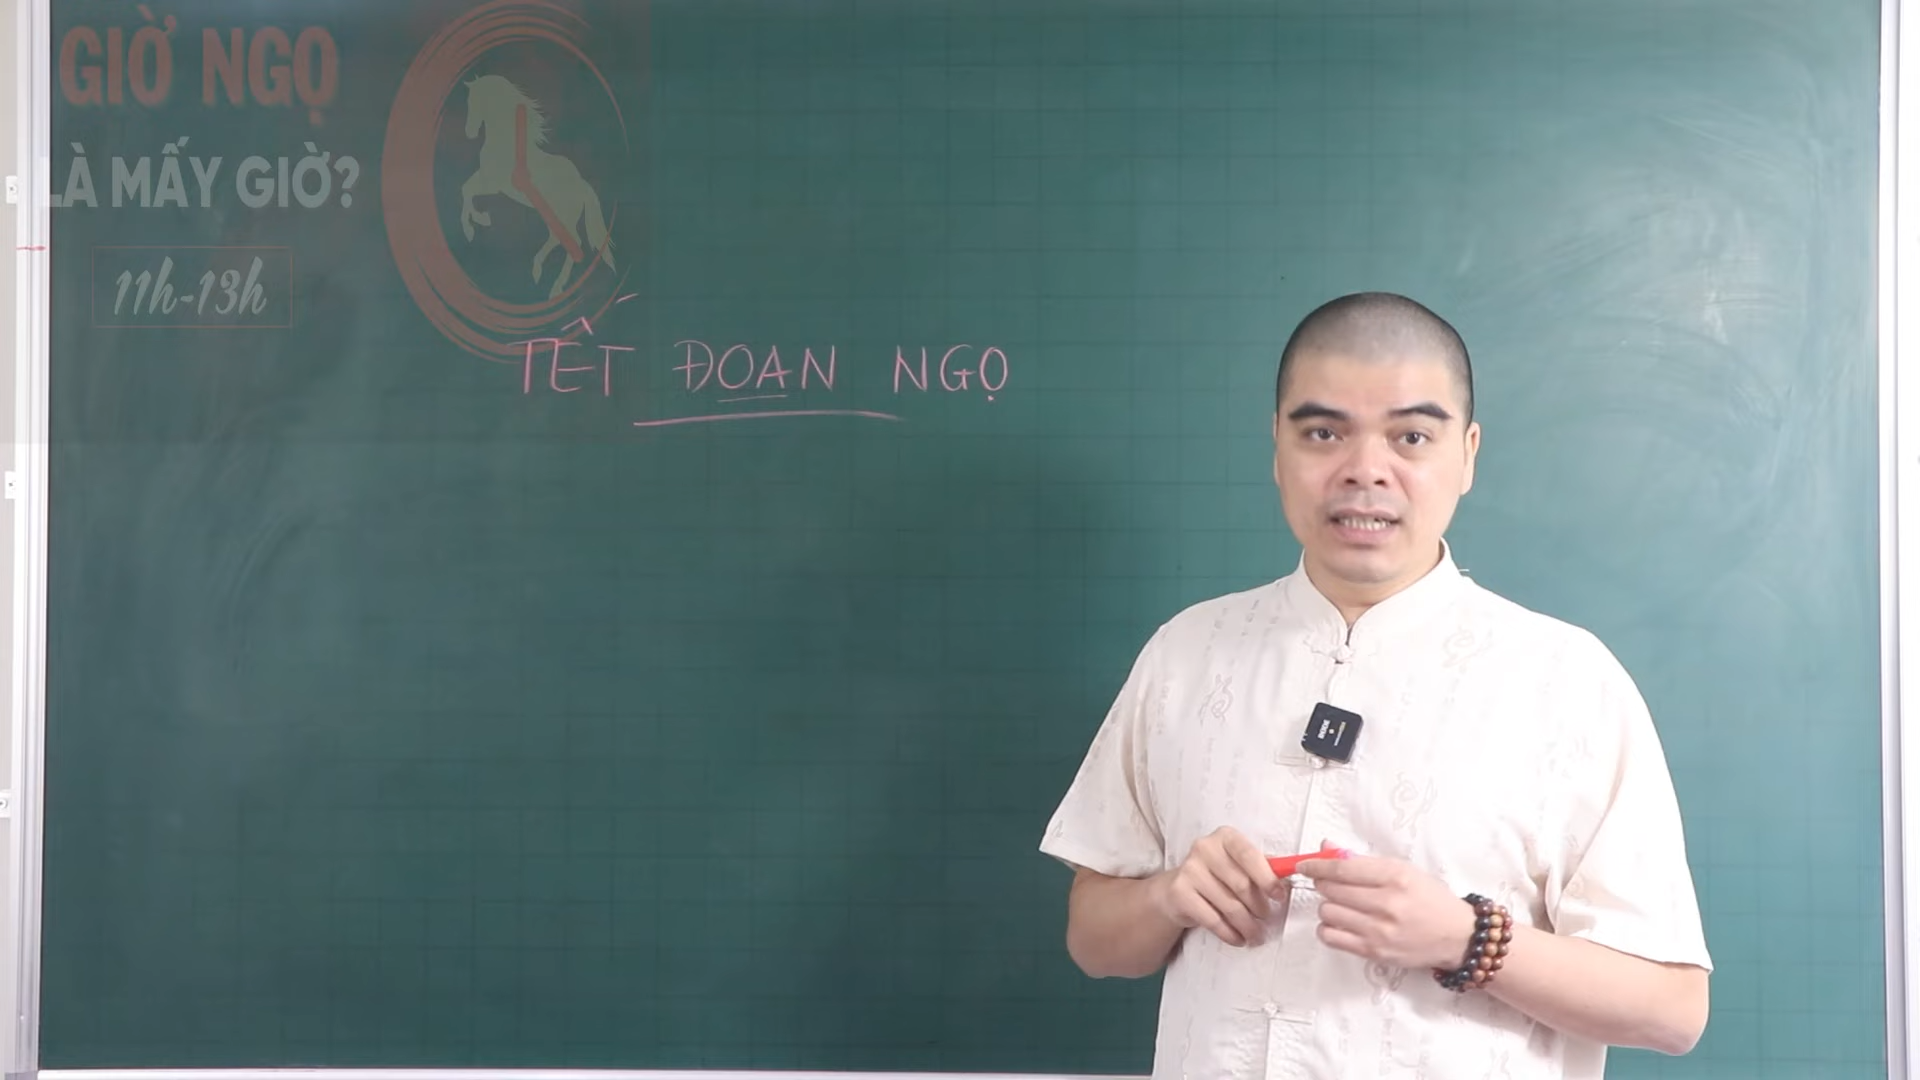 GIỜ NGỌ
LÀ MẤY GIỜ?
11h-13h
TẾT ĐOAN NGỌ